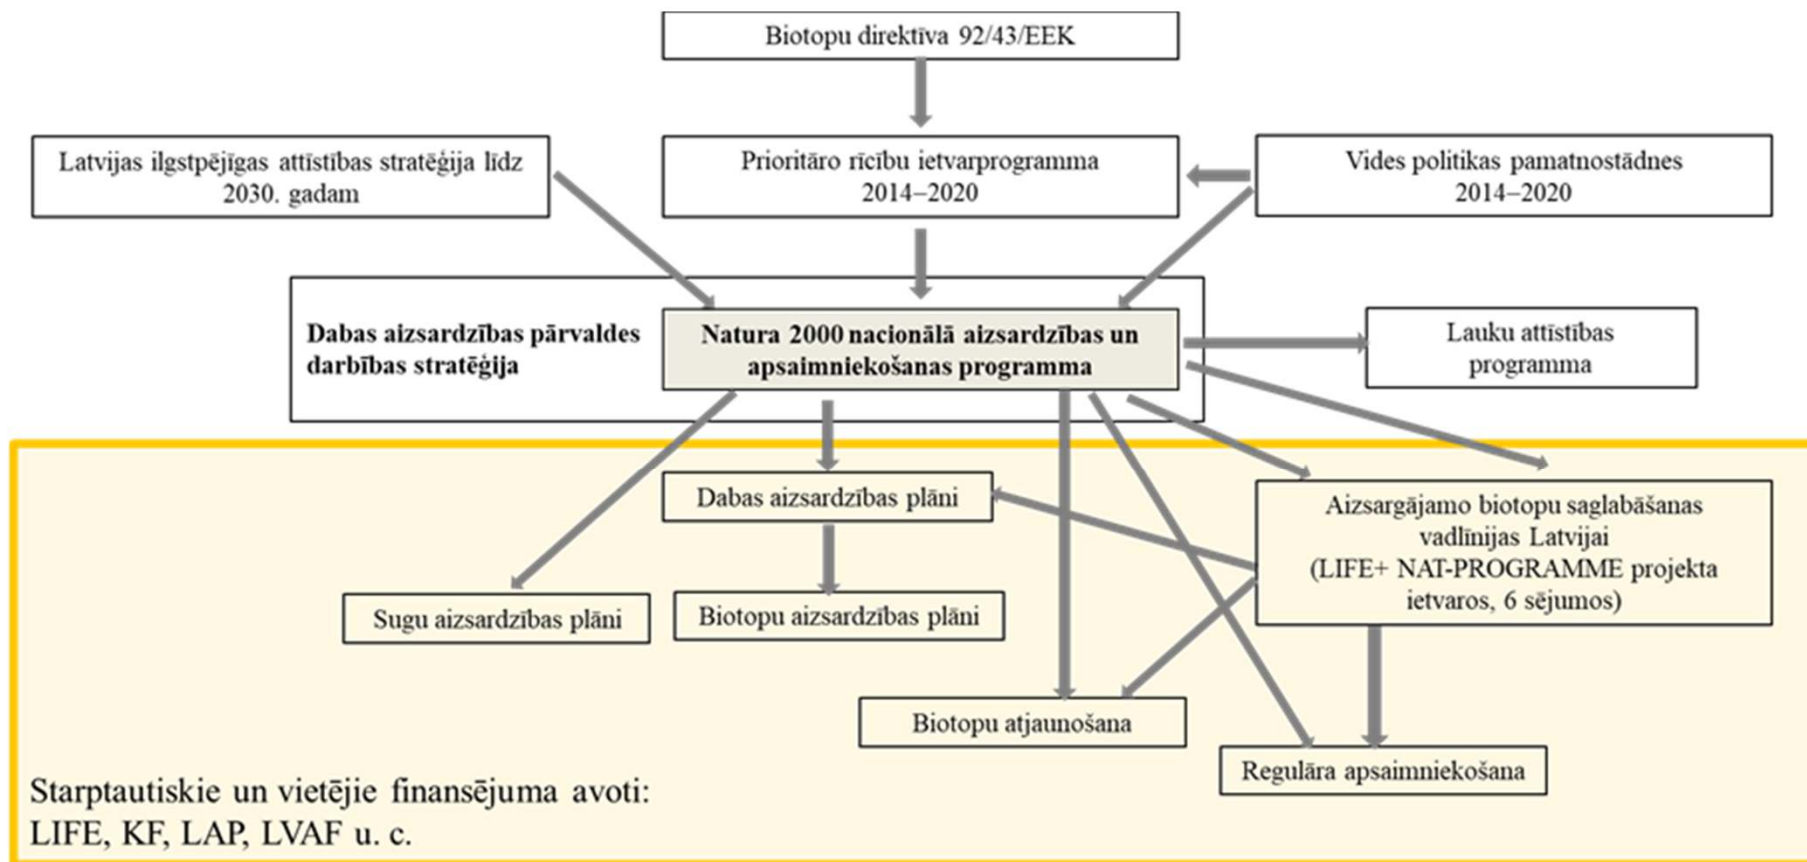 Biotopu direktīva 92/43/EEK
Latvijas ilgstpējīgas attīstības stratēģija līdz
2030. gadam
Prioritāro rīcību ietvarprogramma
2014–2020
Vides politikas pamatnostādnes
2014–2020
Dabas aizsardzības pārvaldes
darbības stratēģija
Natura 2000 nacionālā aizsardzības un
apsaimniekošanas programma
Lauku attīstības
programma
Dabas aizsardzības plāni
Aizsargājamo biotopu saglabāšanas
vadlīnijas Latvijai
(LIFE+ NAT-PROGRAMME projekta
ietvaros, 6 sējumos)
Sugu aizsardzības plāni
Biotopu aizsardzības plāni
Biotopu atjaunošana
Regulāra apsaimniekošana
Starptautiskie un vietējie finansējuma avoti:
LIFE, KF, LAP, LVAF u. c.